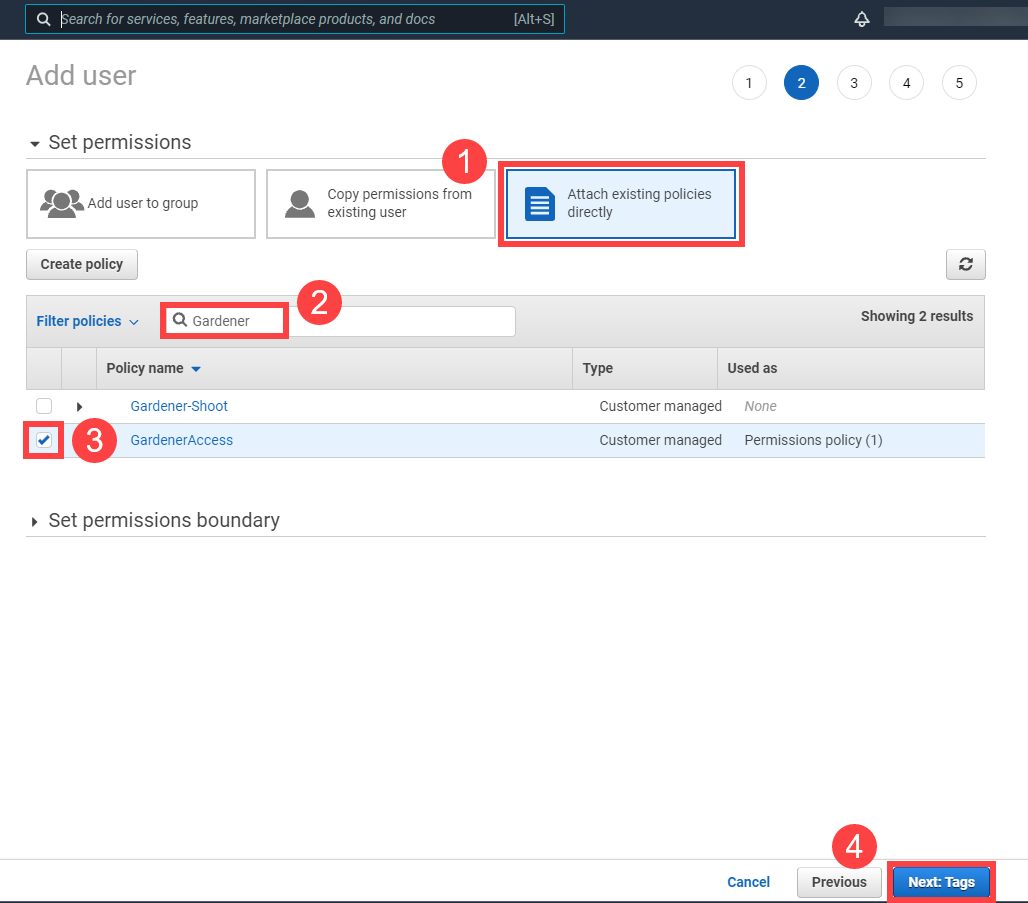 Search for services, features, marketplace products, and docs [Alt+S]
Add user
1 2 3 4 5
Set permissions
1
Add user to group
Copy permissions from
existing user
Attach existing policies
directly
Create policy
2
Filter policies Gardener Showing 2 results
Policy name Type Used as
Gardener-Shoot Customer managed None
3 GardenerAccess Customer managed Permissions policy (1)
Set permissions boundary
4
Cancel Previous Next: Tags